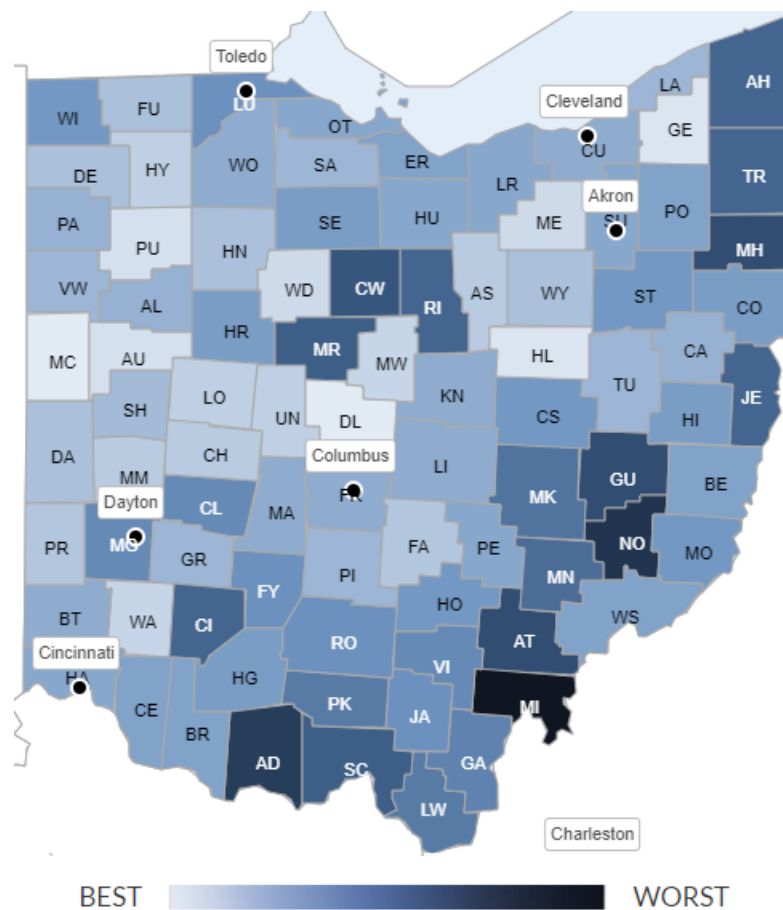 Toledo
LU
WI
FU
OT
LA
AH
Cleveland
GE
CU
DE
HY
WO
SA
ER
LR
TR
Akron
SU
PO
PA
PU
HN
SE
HU
ME
MH
VW
AL
WD
CW
RI
AS
WY
ST
CO
HR
MC
AU
MR
MW
HL
CA
TU
JE
SH
LO
UN
DL
KN
CS
HI
DA
CH
Columbus
LI
MM
FR
GU
BE
Dayton
CL
MA
MK
MO
PR
GR
PI
FA
PE
NO
MO
BT
WA
FY
CI
HO
MN
WS
Cincinnati
HA
HG
RO
VI
AT
CE
BR
PK
JA
MI
AD
SC
GA
LW
Charleston
BEST WORST